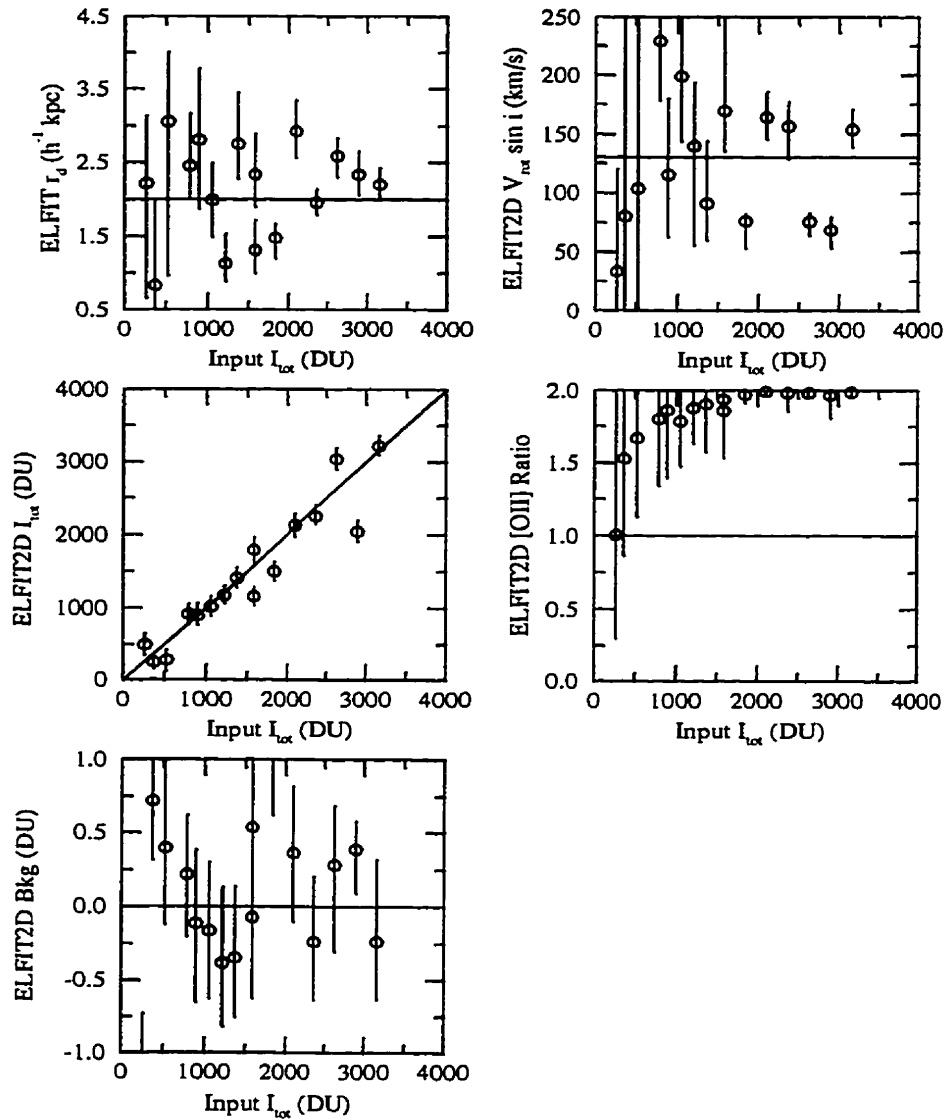 4.5
3.5
2.5
1.5
0.5
ELFIT r_d (h^-1 kpc)
0 1000 2000 3000 4000
Input I_tot (DU)
250
200
150
100
50
0
ELFIT2D V_rot sin i (km/s)
0 1000 2000 3000 4000
Input I_tot (DU)
4000
3000
2000
1000
0
ELFIT2D I_tot (DU)
0 1000 2000 3000 4000
Input I_tot (DU)
2.0
1.5
1.0
0.5
0.0
ELFIT2D [OII] Ratio
0 1000 2000 3000 4000
Input I_tot (DU)
1.0
0.5
0.0
-0.5
-1.0
ELFIT2D Bkg (DU)
0 1000 2000 3000 4000
Input I_tot (DU)